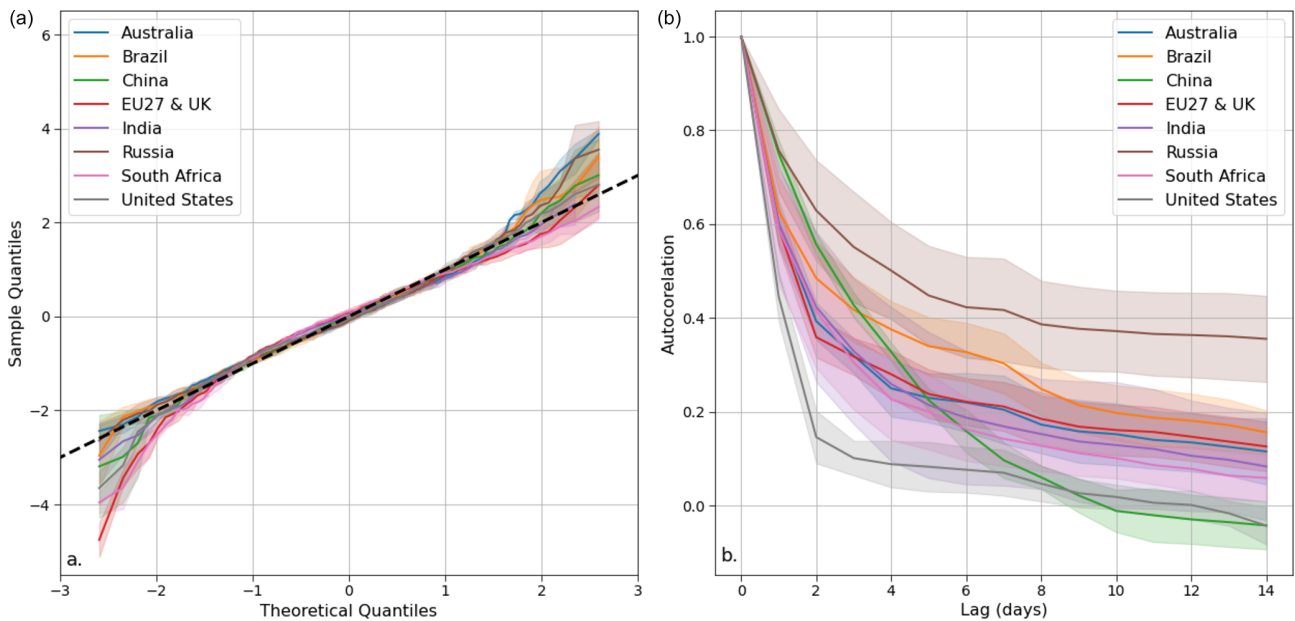 (a)
6
4
2
0
−2
−4
Sample Quantiles
Australia
Brazil
China
EU27 & UK
India
Russia
South Africa
United States
a.
−3
−2
−1
0
1
2
3
Theoretical Quantiles
(b)
1.0
0.8
0.6
0.4
0.2
0.0
Autocorelation
Australia
Brazil
China
EU27 & UK
India
Russia
South Africa
United States
b.
0
2
4
6
8
10
12
14
Lag (days)